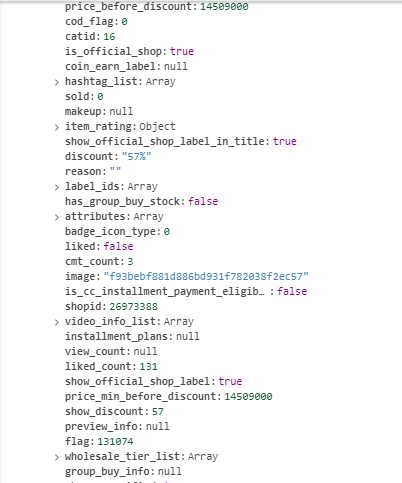 price_before_discount: 14509000
cod_flag: 0
catid: 16
is_official_shop: true
coin_earn_label: null
hashtag_list: Array
sold: 0
makeup: null
item_rating: Object
show_official_shop_label_in_title: true
discount: "57%"
reason: ""
label_ids: Array
has_group_buy_stock: false
attributes: Array
badge_icon_type: 0
liked: false
cmt_count: 3
image: "f93bebf881d886bd931f782038f2ec57"
is_cc_installment_payment_eligib… : false
shopid: 26973388
video_info_list: Array
installment_plans: null
view_count: null
liked_count: 131
show_official_shop_label: true
price_min_before_discount: 14509000
show_discount: 57
preview_info: null
flag: 131074
wholesale_tier_list: Array
group_buy_info: null